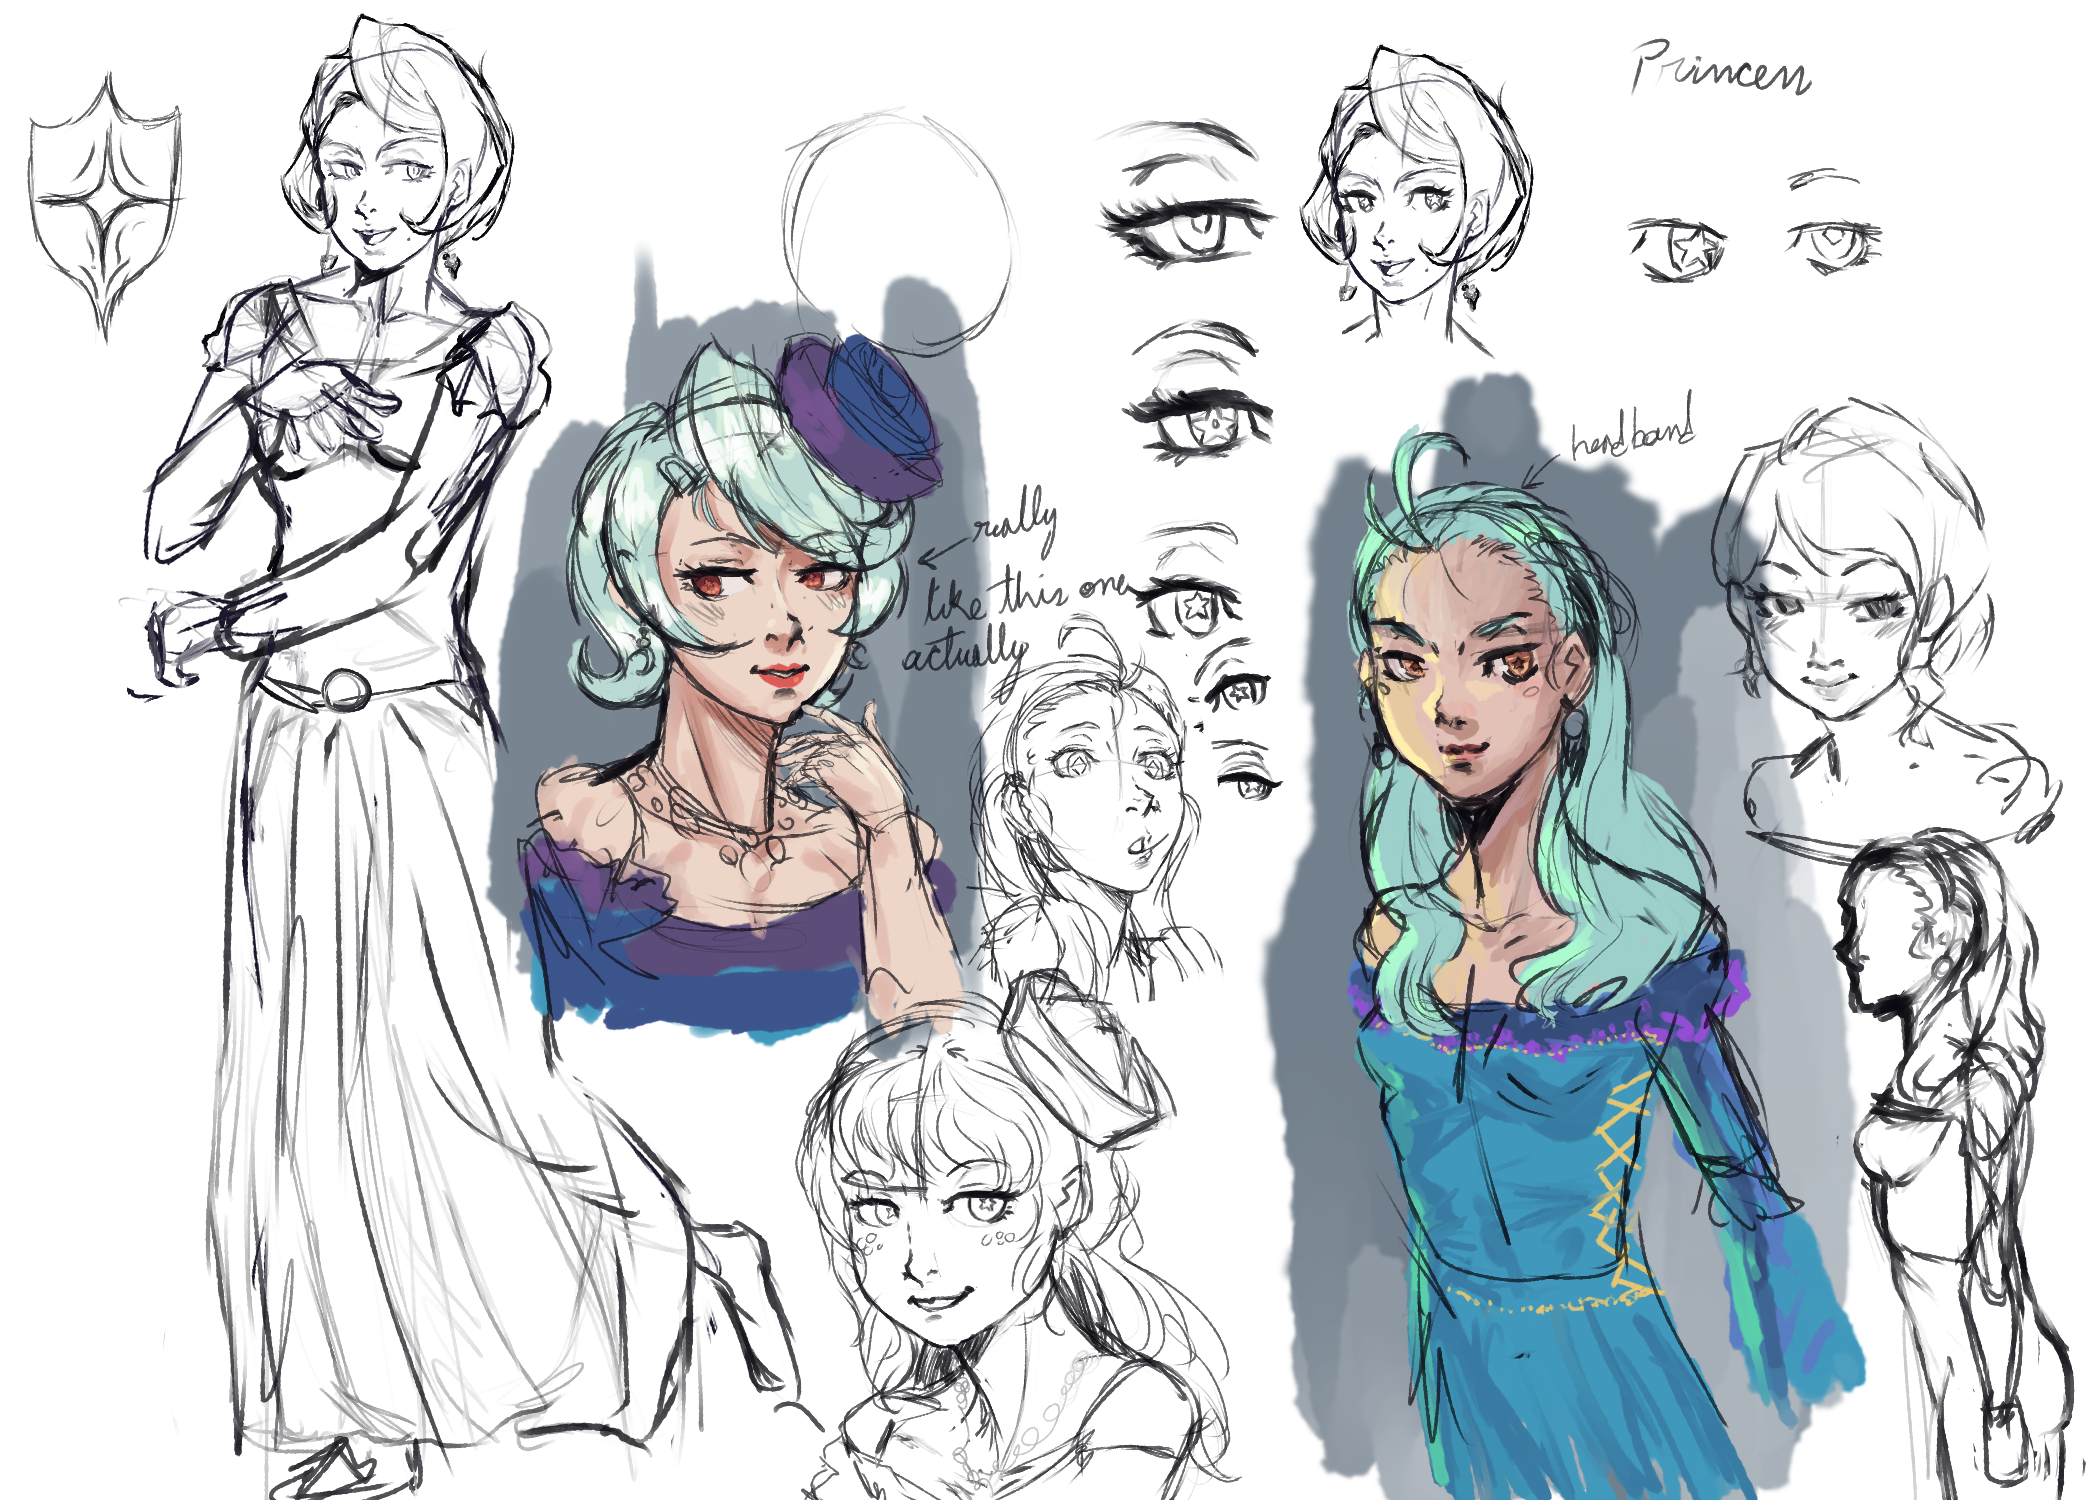 Princess
headband
really
like this one
actually